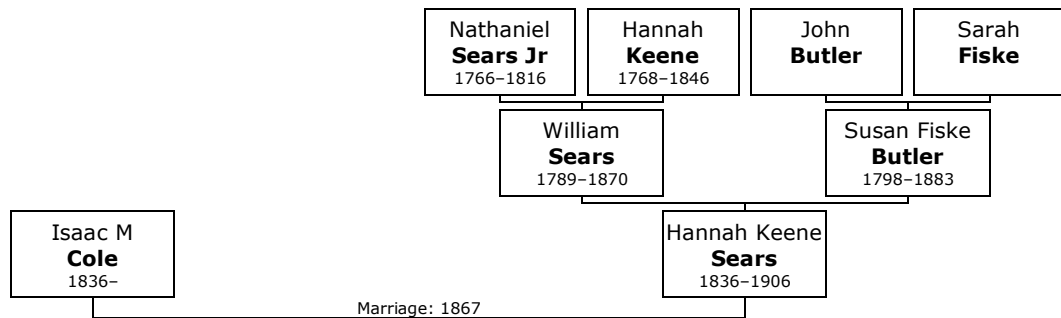 Nathaniel
Sears Jr
1766–1816
Hannah
Keene
1768–1846
John
Butler
Sarah
Fiske
William
Sears
1789–1870
Susan Fiske
Butler
1798–1883
Isaac M
Cole
1836–
Hannah Keene
Sears
1836–1906
Marriage: 1867